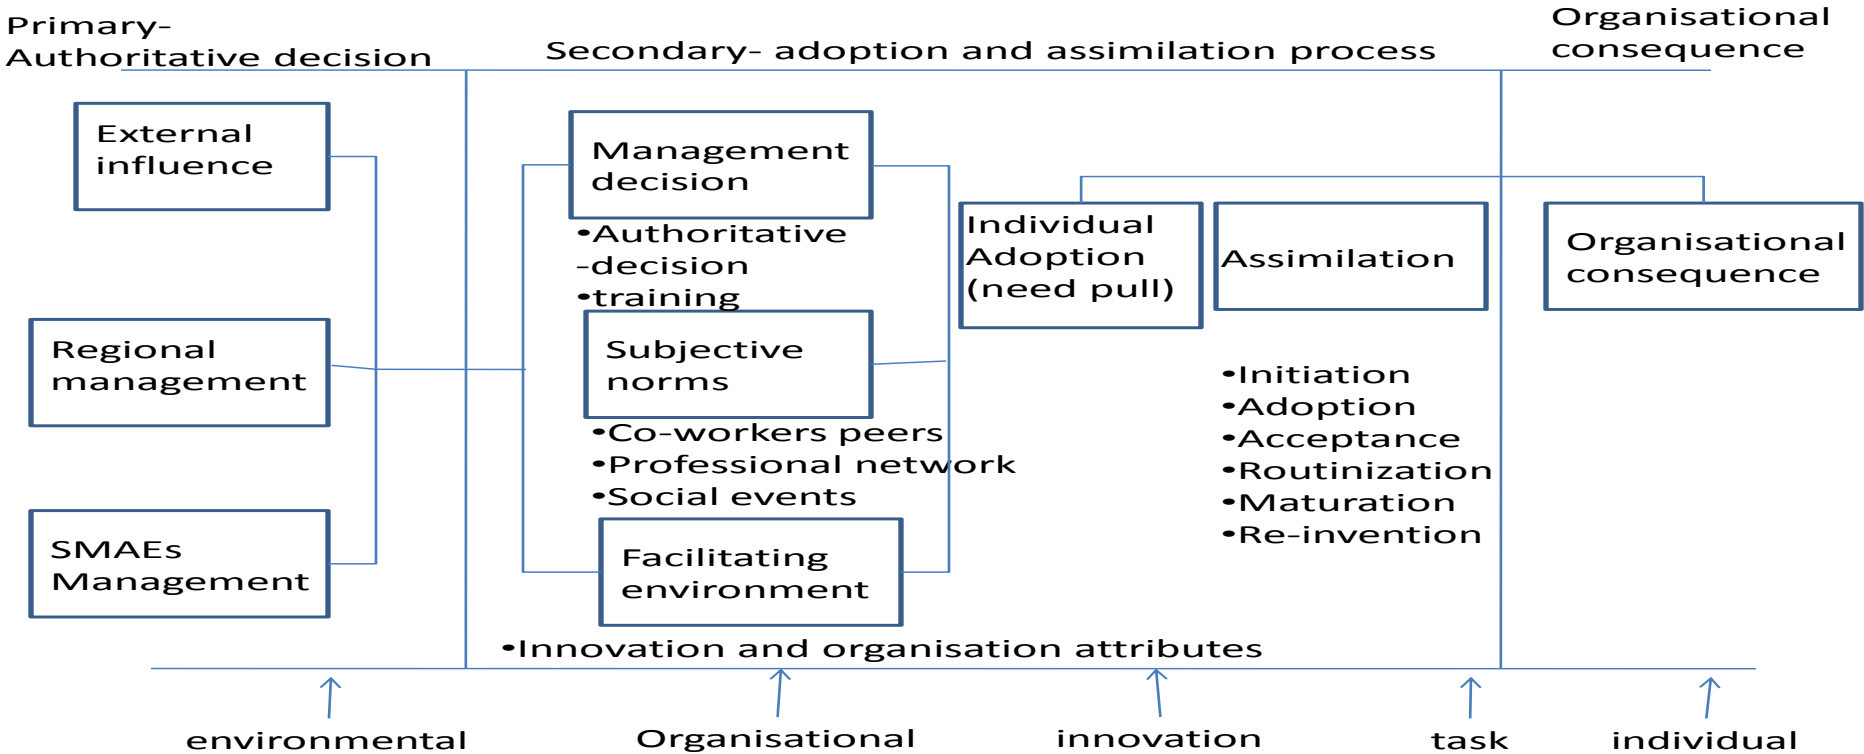 Primary-
Authoritative decision
Secondary- adoption and assimilation process
Organisational
consequence
External
influence
Regional
management
SMAEs
Management
Management
decision
•Authoritative
-decision
•training
Subjective
norms
•Co-workers peers
•Professional network
•Social events
Facilitating
environment
•Innovation and organisation attributes
Individual
Adoption
(need pull)
Assimilation
•Initiation
•Adoption
•Acceptance
•Routinization
•Maturation
•Re-invention
Organisational
consequence
environmental
Organisational
innovation
task
individual